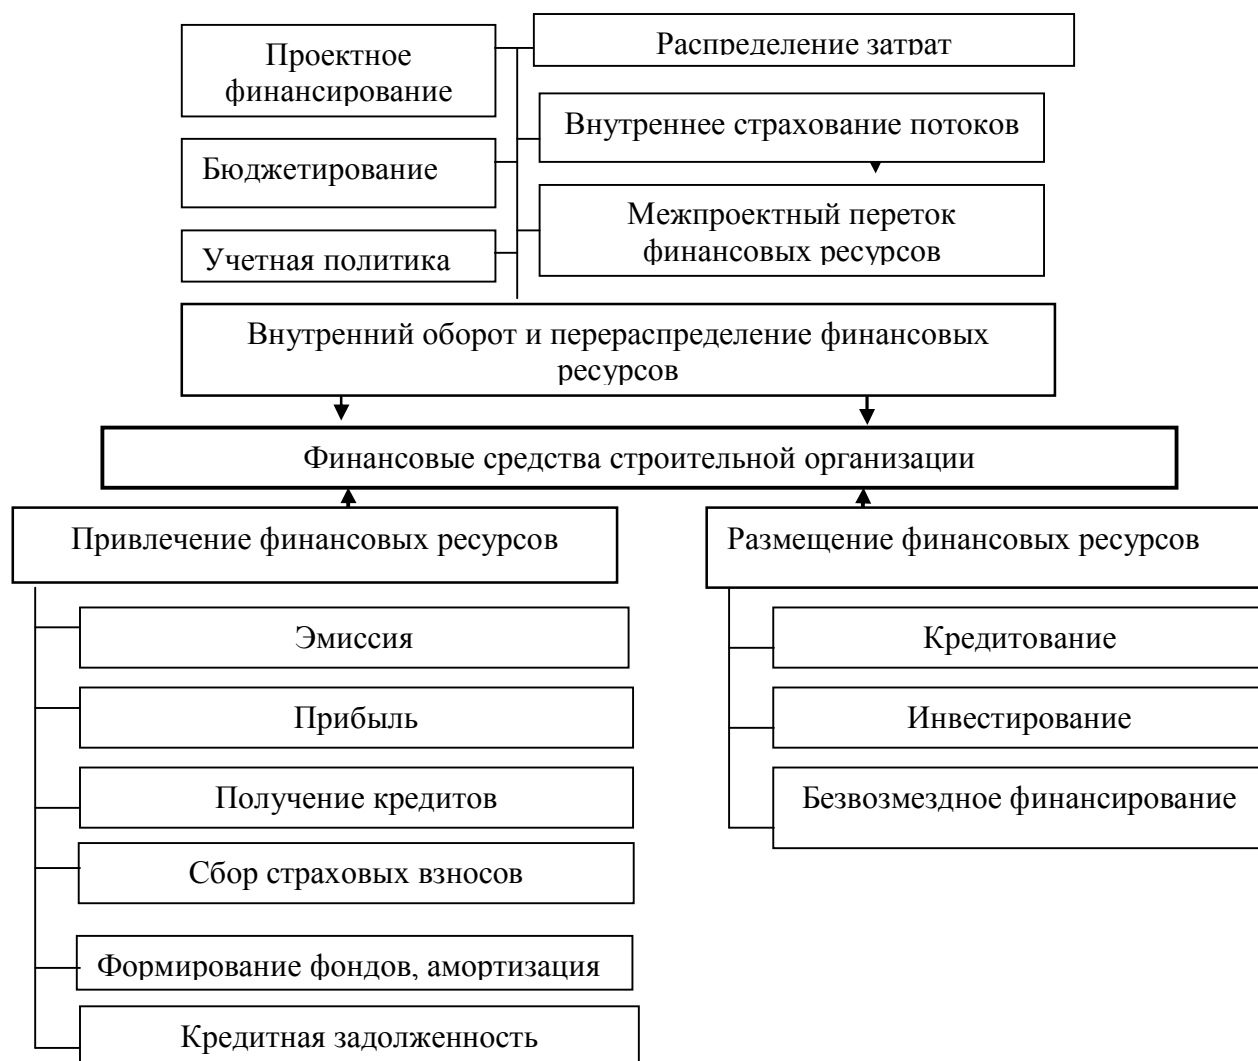 Проектное
финансирование
Распределение затрат
Внутреннее страхование потоков
Бюджетирование
Межпроектный переток
финансовых ресурсов
Учетная политика
Внутренний оборот и перераспределение финансовых
ресурсов
Финансовые средства строительной организации
Привлечение финансовых ресурсов
Эмиссия
Прибыль
Получение кредитов
Сбор страховых взносов
Формирование фондов, амортизация
Кредитная задолженность
Размещение финансовых ресурсов
Кредитование
Инвестирование
Безвозмездное финансирование